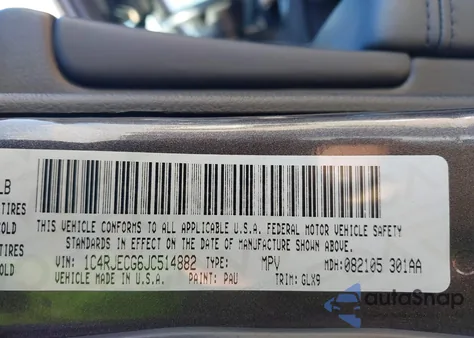 LB
TIRES
TIRES
THIS VEHICLE CONFORMS TO ALL APPLICABLE U.S.A. FEDERAL MOTOR VEHICLE SAFETY
STANDARDS IN EFFECT ON THE DATE OF MANUFACTURE SHOWN ABOVE.
VIN: 1C4RJECG6JC514882 TYPE: MPV MDH: 082105 301AA
VEHICLE MADE IN U.S.A. PAINT: PAU TRIM: GLX9
autoSnap